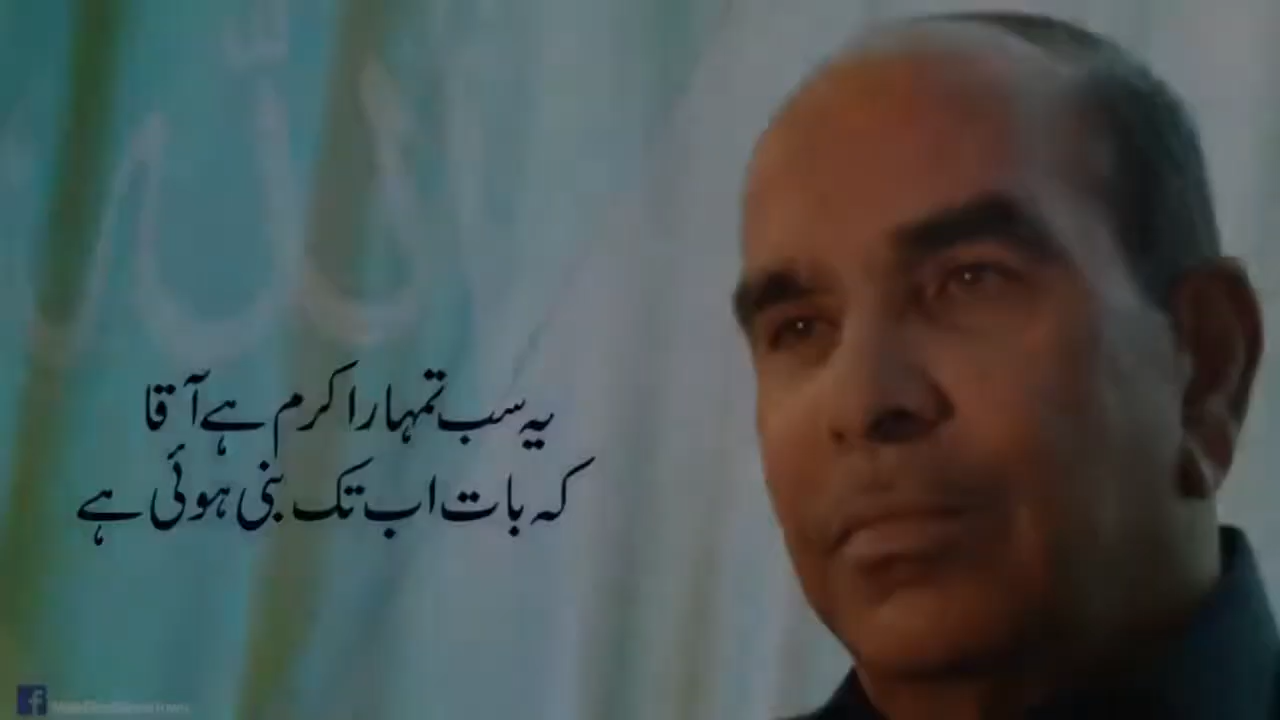 یہ سب تمہارا کرم ہے آقا
کہ بات اب تک بنی ہوئی ہے